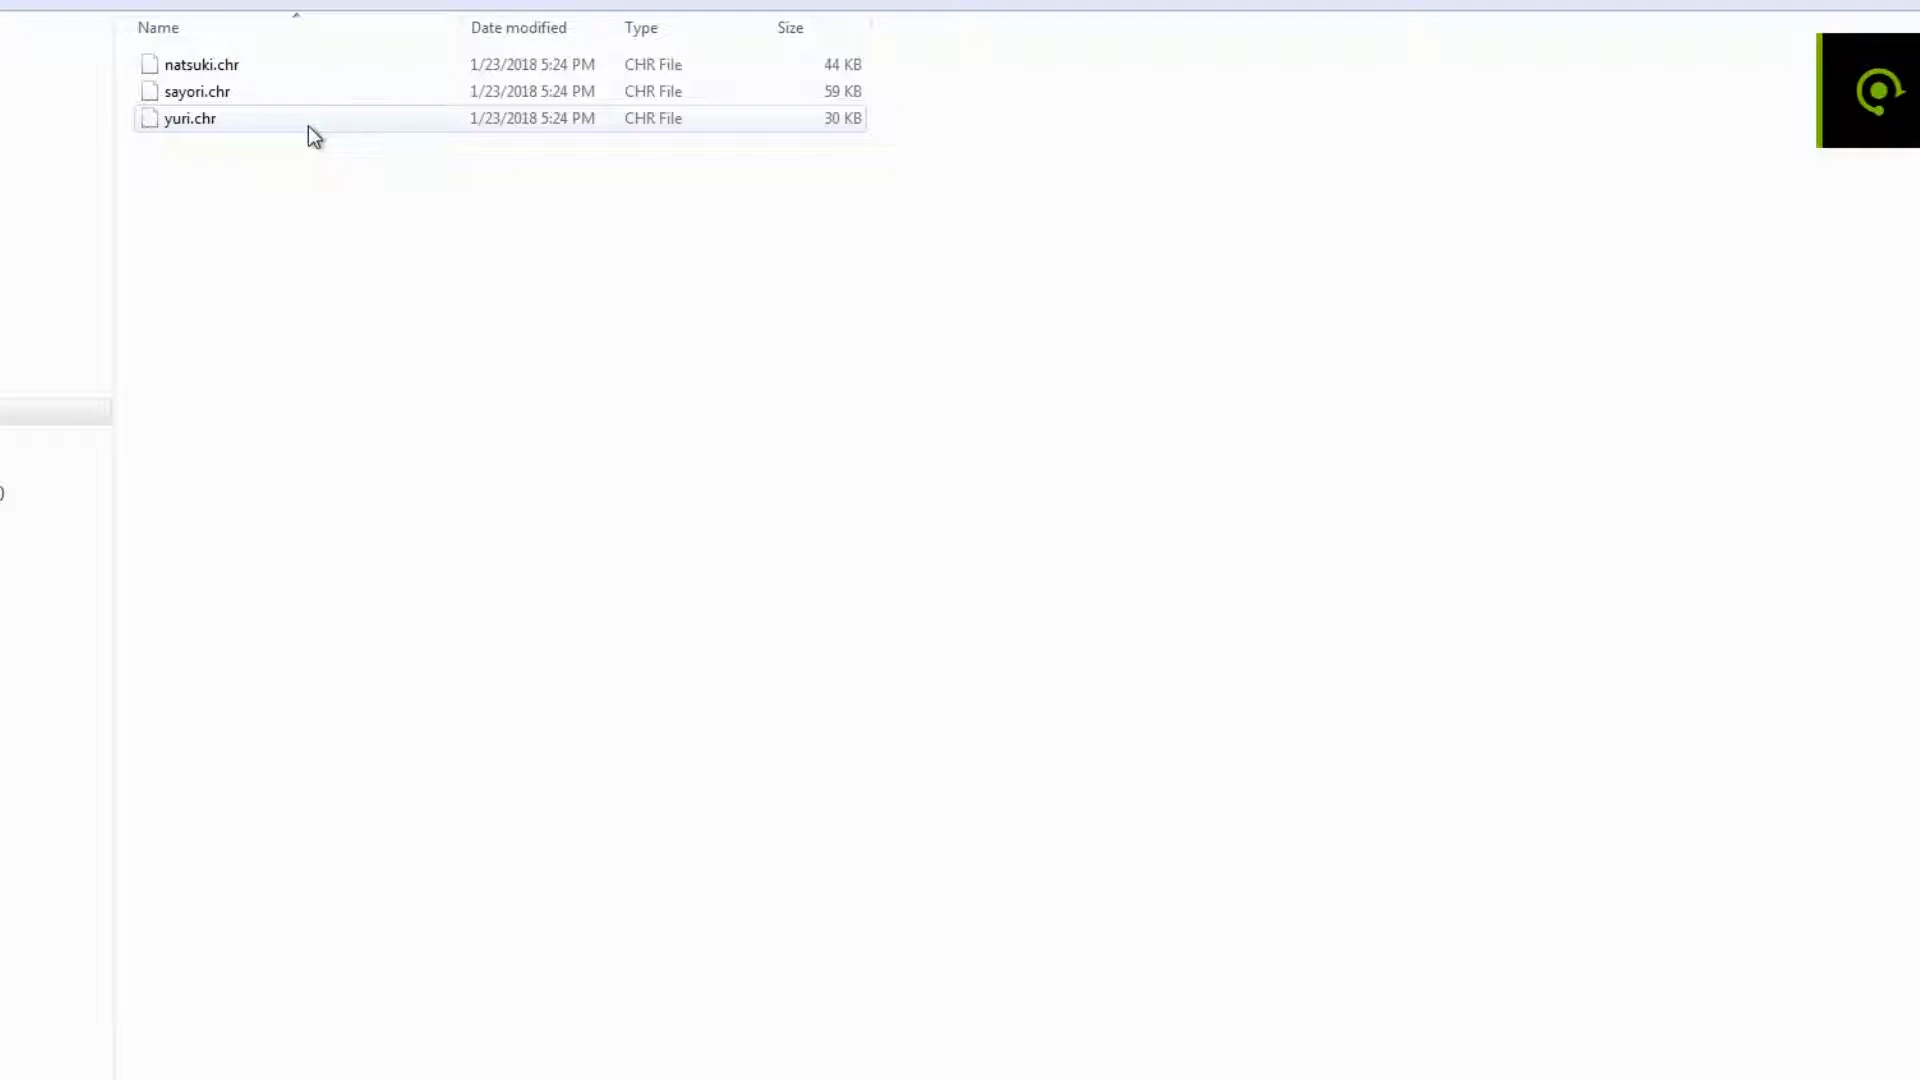 Name Date modified Type Size
natsuki.chr 1/23/2018 5:24 PM CHR File 44 KB
sayori.chr 1/23/2018 5:24 PM CHR File 59 KB
yuri.chr 1/23/2018 5:24 PM CHR File 30 KB
)